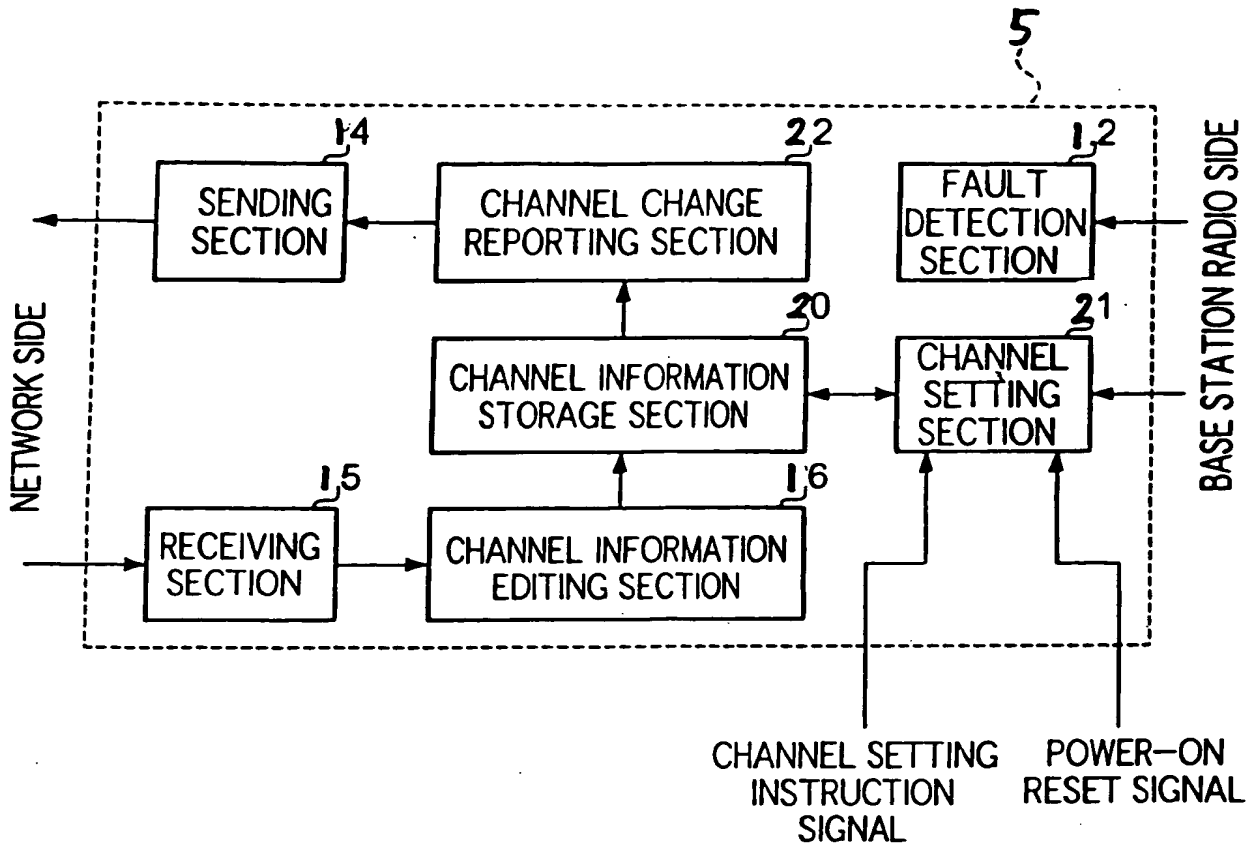 5
14
SENDING
SECTION
22
CHANNEL CHANGE
REPORTING SECTION
12
FAULT
DETECTION
SECTION
NETWORK SIDE
20
CHANNEL INFORMATION
STORAGE SECTION
21
CHANNEL
SETTING
SECTION
BASE STATION RADIO SIDE
15
RECEIVING
SECTION
16
CHANNEL INFORMATION
EDITING SECTION
CHANNEL SETTING
INSTRUCTION
SIGNAL
POWER-ON
RESET SIGNAL